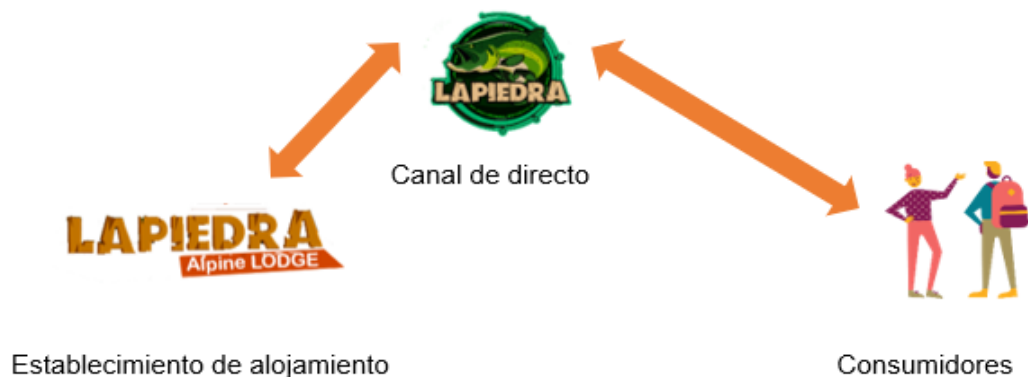 LAPIEDRA
Canal de directo
LAPIEDRA
Alpine LODGE
Establecimiento de alojamiento
Consumidores